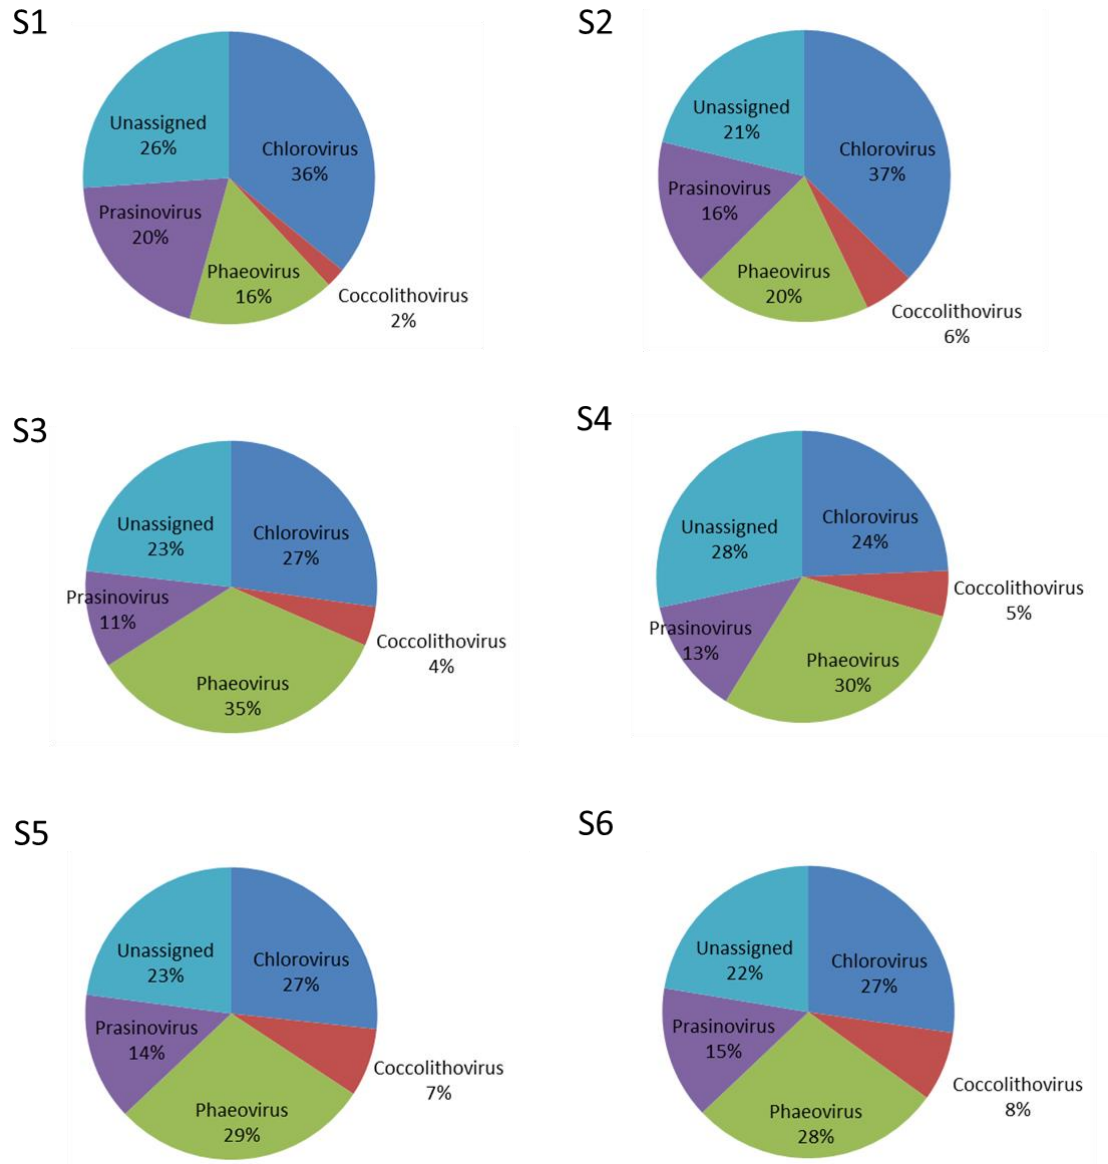 S1
Unassigned
26%
Chlorovirus
36%
Prasinovirus
20%
Phaeovirus
16%
Coccolithovirus
2%
S2
Unassigned
21%
Chlorovirus
37%
Prasinovirus
16%
Phaeovirus
20%
Coccolithovirus
6%
S3
Unassigned
23%
Chlorovirus
27%
Prasinovirus
11%
Coccolithovirus
4%
Phaeovirus
35%
S4
Unassigned
28%
Chlorovirus
24%
Coccolithovirus
5%
Prasinovirus
13%
Phaeovirus
30%
S5
Unassigned
23%
Chlorovirus
27%
Prasinovirus
14%
Coccolithovirus
7%
Phaeovirus
29%
S6
Unassigned
22%
Chlorovirus
27%
Prasinovirus
15%
Coccolithovirus
8%
Phaeovirus
28%